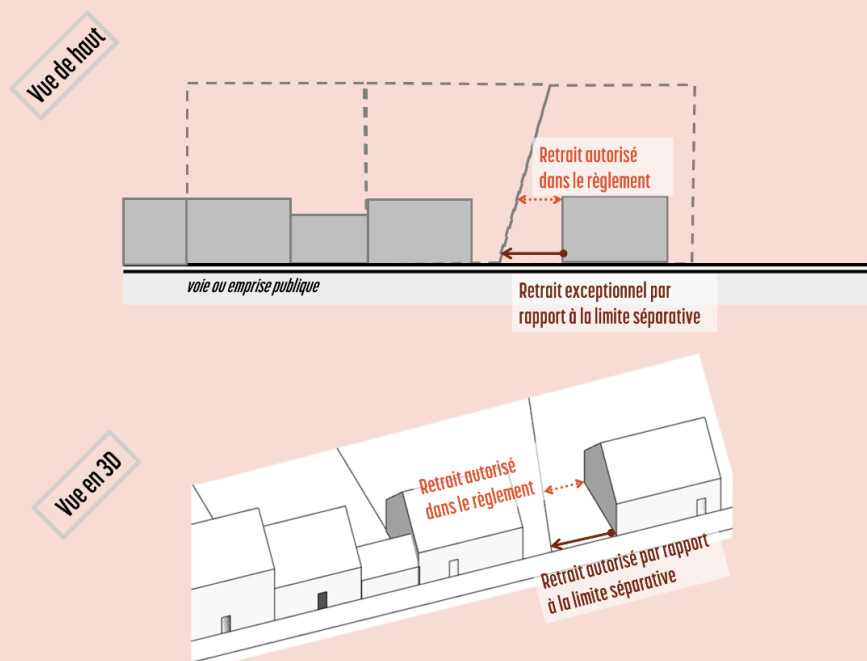 Vue de haut
Retrait autorisé
dans le règlement
voie ou emprise publique
Retrait exceptionnel par
rapport à la limite séparative
Vue en 3D
Retrait autorisé
dans le règlement
Retrait autorisé par rapport
à la limite séparative